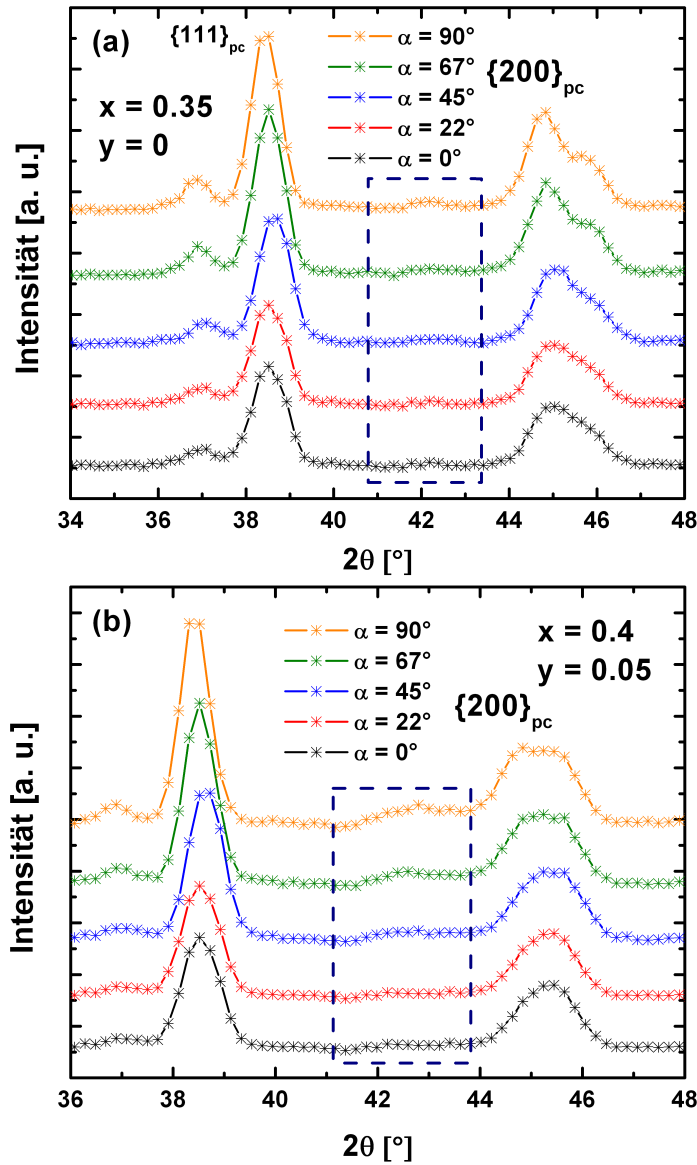 (a)
{111}pc
x = 0.35
y = 0
α = 90°
α = 67°
α = 45°
α = 22°
α = 0°
{200}pc
Intensität [a. u.]
34 36 38 40 42 44 46 48
2θ [°]
(b)
α = 90°
α = 67°
α = 45°
α = 22°
α = 0°
x = 0.4
y = 0.05
{200}pc
Intensität [a. u.]
36 38 40 42 44 46 48
2θ [°]